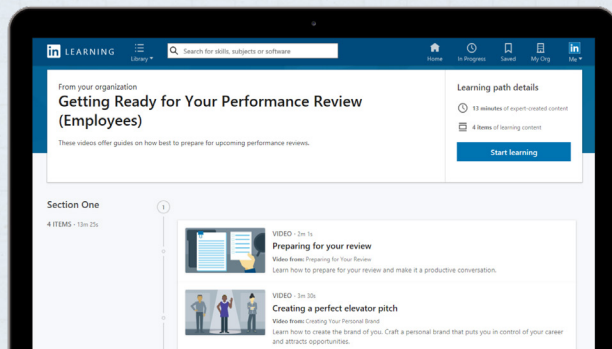 in LEARNING
Library
Search for skills, subjects or software
Home
In Progress
Saved
My Org
in
Me
From your organization
Getting Ready for Your Performance Review
(Employees)
These videos offer guides on how best to prepare for upcoming performance reviews.
Learning path details
13 minutes of expert-created content
4 items of learning content
Start learning
Section One
4 ITEMS · 13m 25s
1
VIDEO · 2m 1s
Preparing for your review
Video from: Preparing for Your Review
Learn how to prepare for your review and make it a productive conversation.
VIDEO · 3m 30s
Creating a perfect elevator pitch
Video from: Creating Your Personal Brand
Learn how to create the brand of you. Craft a personal brand that puts you in control of your career
and attracts opportunities.